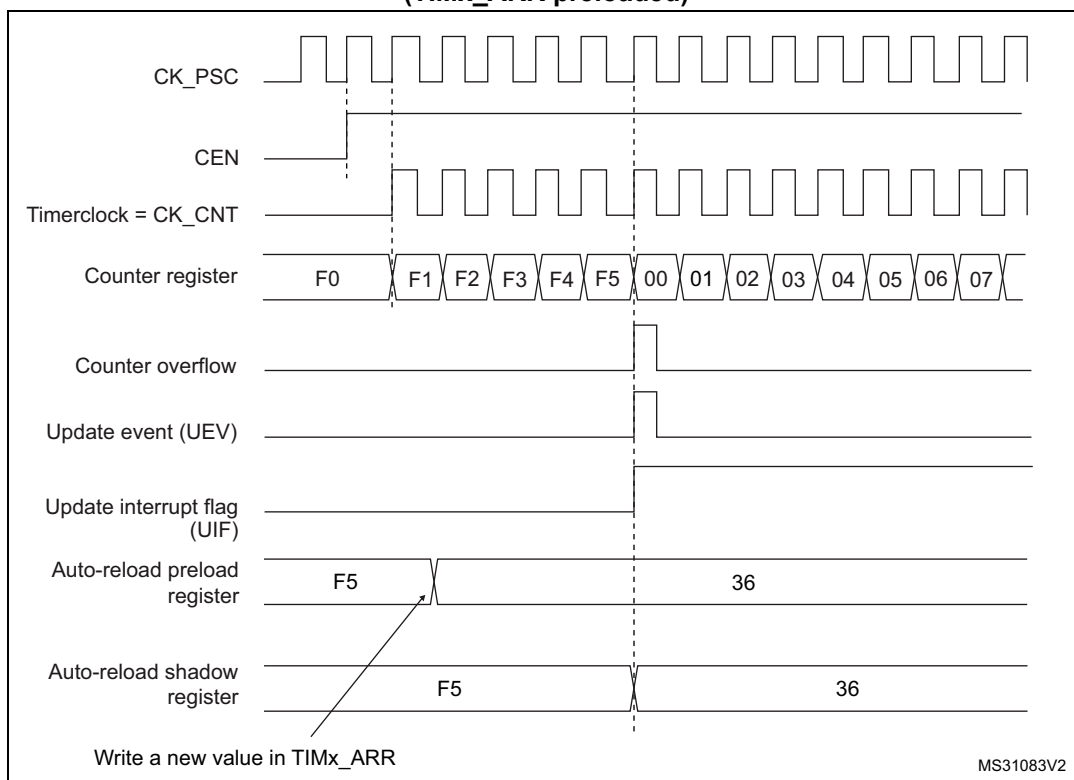 (TIMx_ARR preloaded)
CK_PSC
CEN
Timerclock = CK_CNT
Counter register
F0 F1 F2 F3 F4 F5 00 01 02 03 04 05 06 07
Counter overflow
Update event (UEV)
Update interrupt flag
(UIF)
Auto-reload preload
register
F5 36
Auto-reload shadow
register
F5 36
Write a new value in TIMx_ARR
MS31083V2